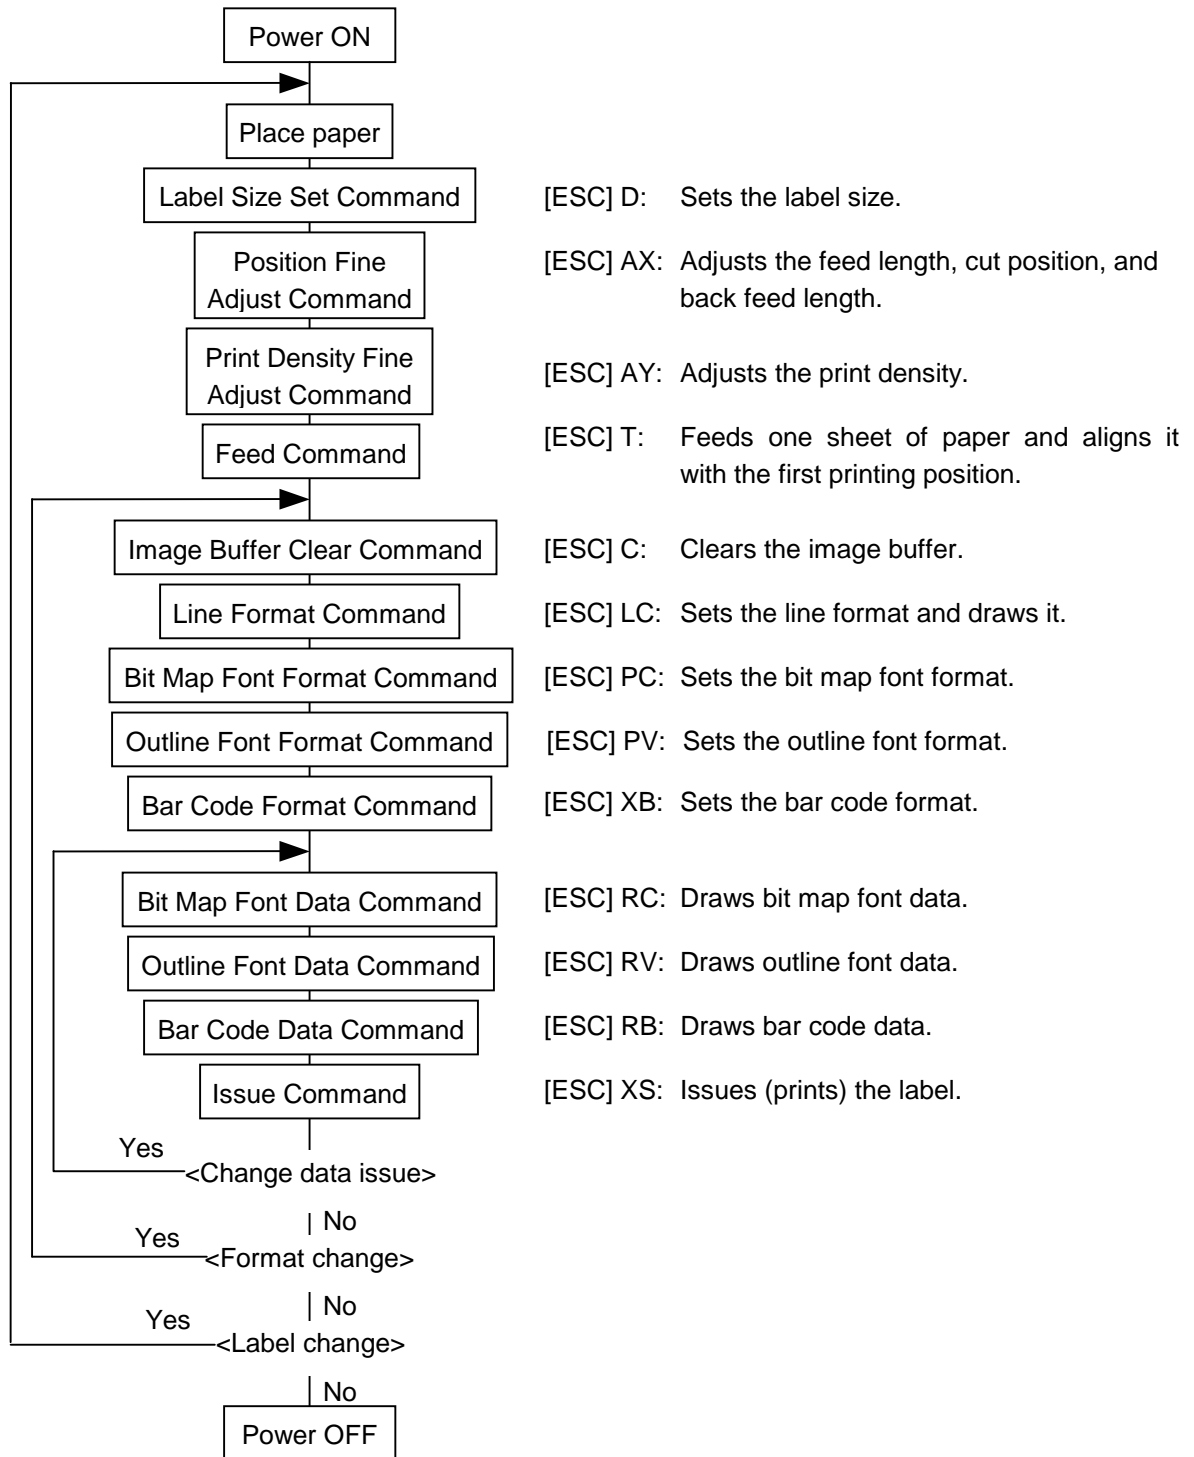 Power ON
Place paper
Label Size Set Command
[ESC] D: Sets the label size.
Position Fine
Adjust Command
[ESC] AX: Adjusts the feed length, cut position, and
back feed length.
Print Density Fine
Adjust Command
[ESC] AY: Adjusts the print density.
Feed Command
[ESC] T: Feeds one sheet of paper and aligns it
with the first printing position.
Image Buffer Clear Command
[ESC] C: Clears the image buffer.
Line Format Command
[ESC] LC: Sets the line format and draws it.
Bit Map Font Format Command
[ESC] PC: Sets the bit map font format.
Outline Font Format Command
[ESC] PV: Sets the outline font format.
Bar Code Format Command
[ESC] XB: Sets the bar code format.
Bit Map Font Data Command
[ESC] RC: Draws bit map font data.
Outline Font Data Command
[ESC] RV: Draws outline font data.
Bar Code Data Command
[ESC] RB: Draws bar code data.
Issue Command
[ESC] XS: Issues (prints) the label.
Yes
<Change data issue>
No
Yes
<Format change>
No
Yes
<Label change>
No
Power OFF